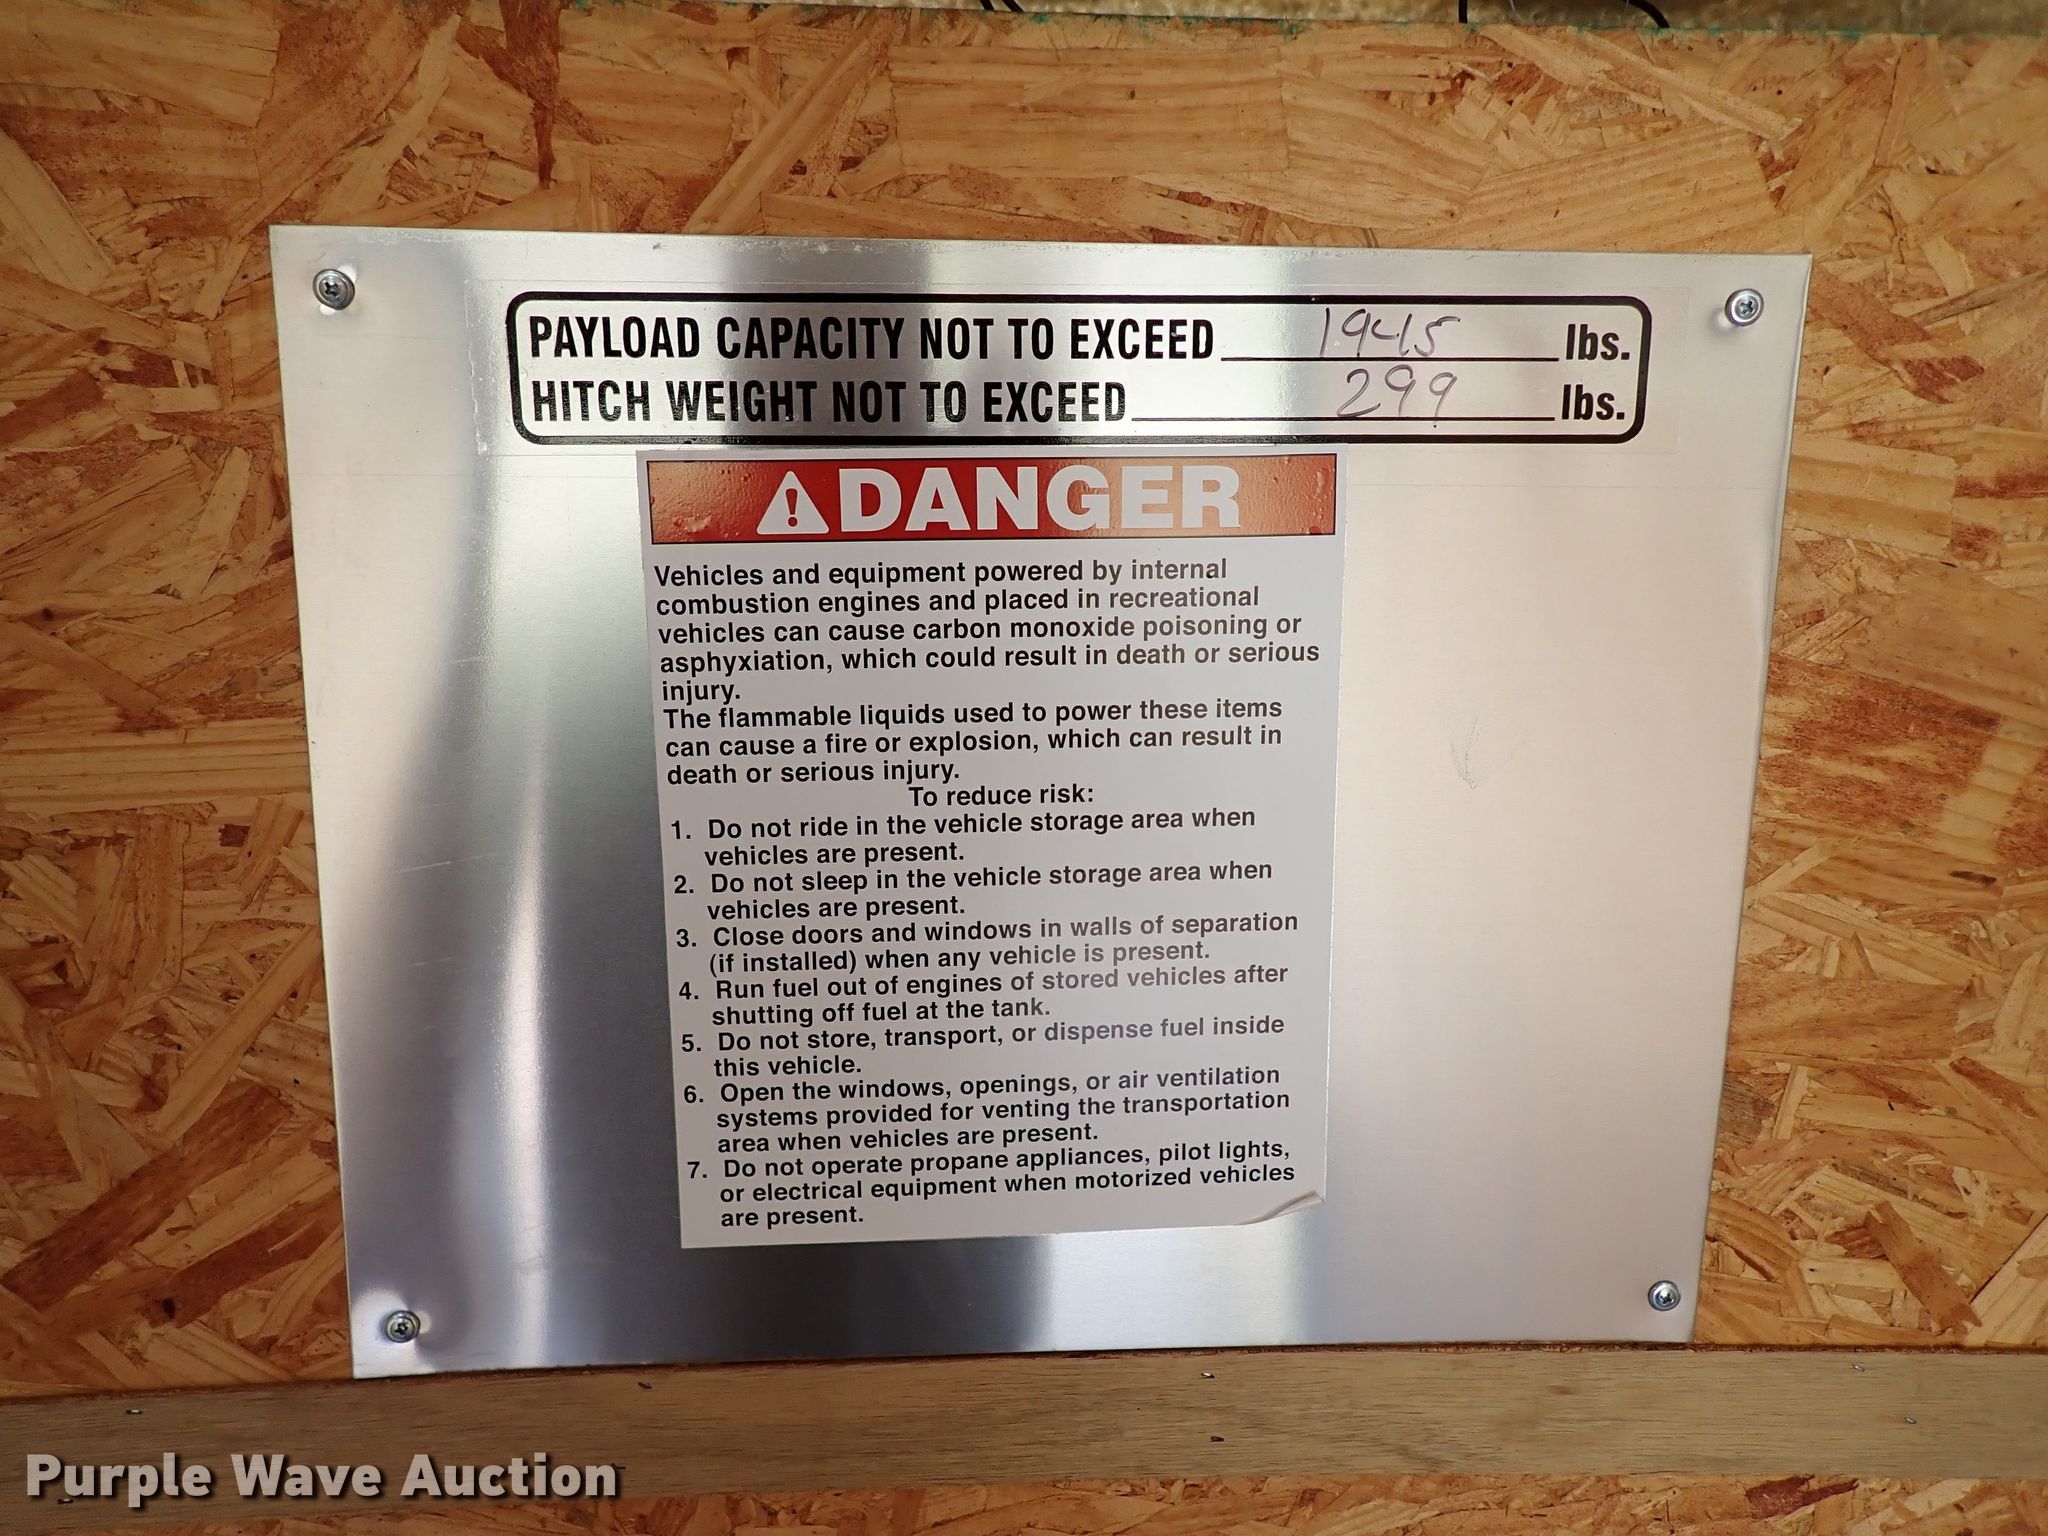 PAYLOAD CAPACITY NOT TO EXCEED 1945 lbs.
HITCH WEIGHT NOT TO EXCEED 299 lbs.
DANGER
Vehicles and equipment powered by internal
combustion engines and placed in recreational
vehicles can cause carbon monoxide poisoning or
asphyxiation, which could result in death or serious
injury.
The flammable liquids used to power these items
can cause a fire or explosion, which can result in
death or serious injury.
To reduce risk:
1. Do not ride in the vehicle storage area when
vehicles are present.
2. Do not sleep in the vehicle storage area when
vehicles are present.
3. Close doors and windows in walls of separation
(if installed) when any vehicle is present.
4. Run fuel out of engines of stored vehicles after
shutting off fuel at the tank.
5. Do not store, transport, or dispense fuel inside
this vehicle.
6. Open the windows, openings, or air ventilation
systems provided for venting the transportation
area when vehicles are present.
7. Do not operate propane appliances, pilot lights,
or electrical equipment when motorized vehicles
are present.
Purple Wave Auction